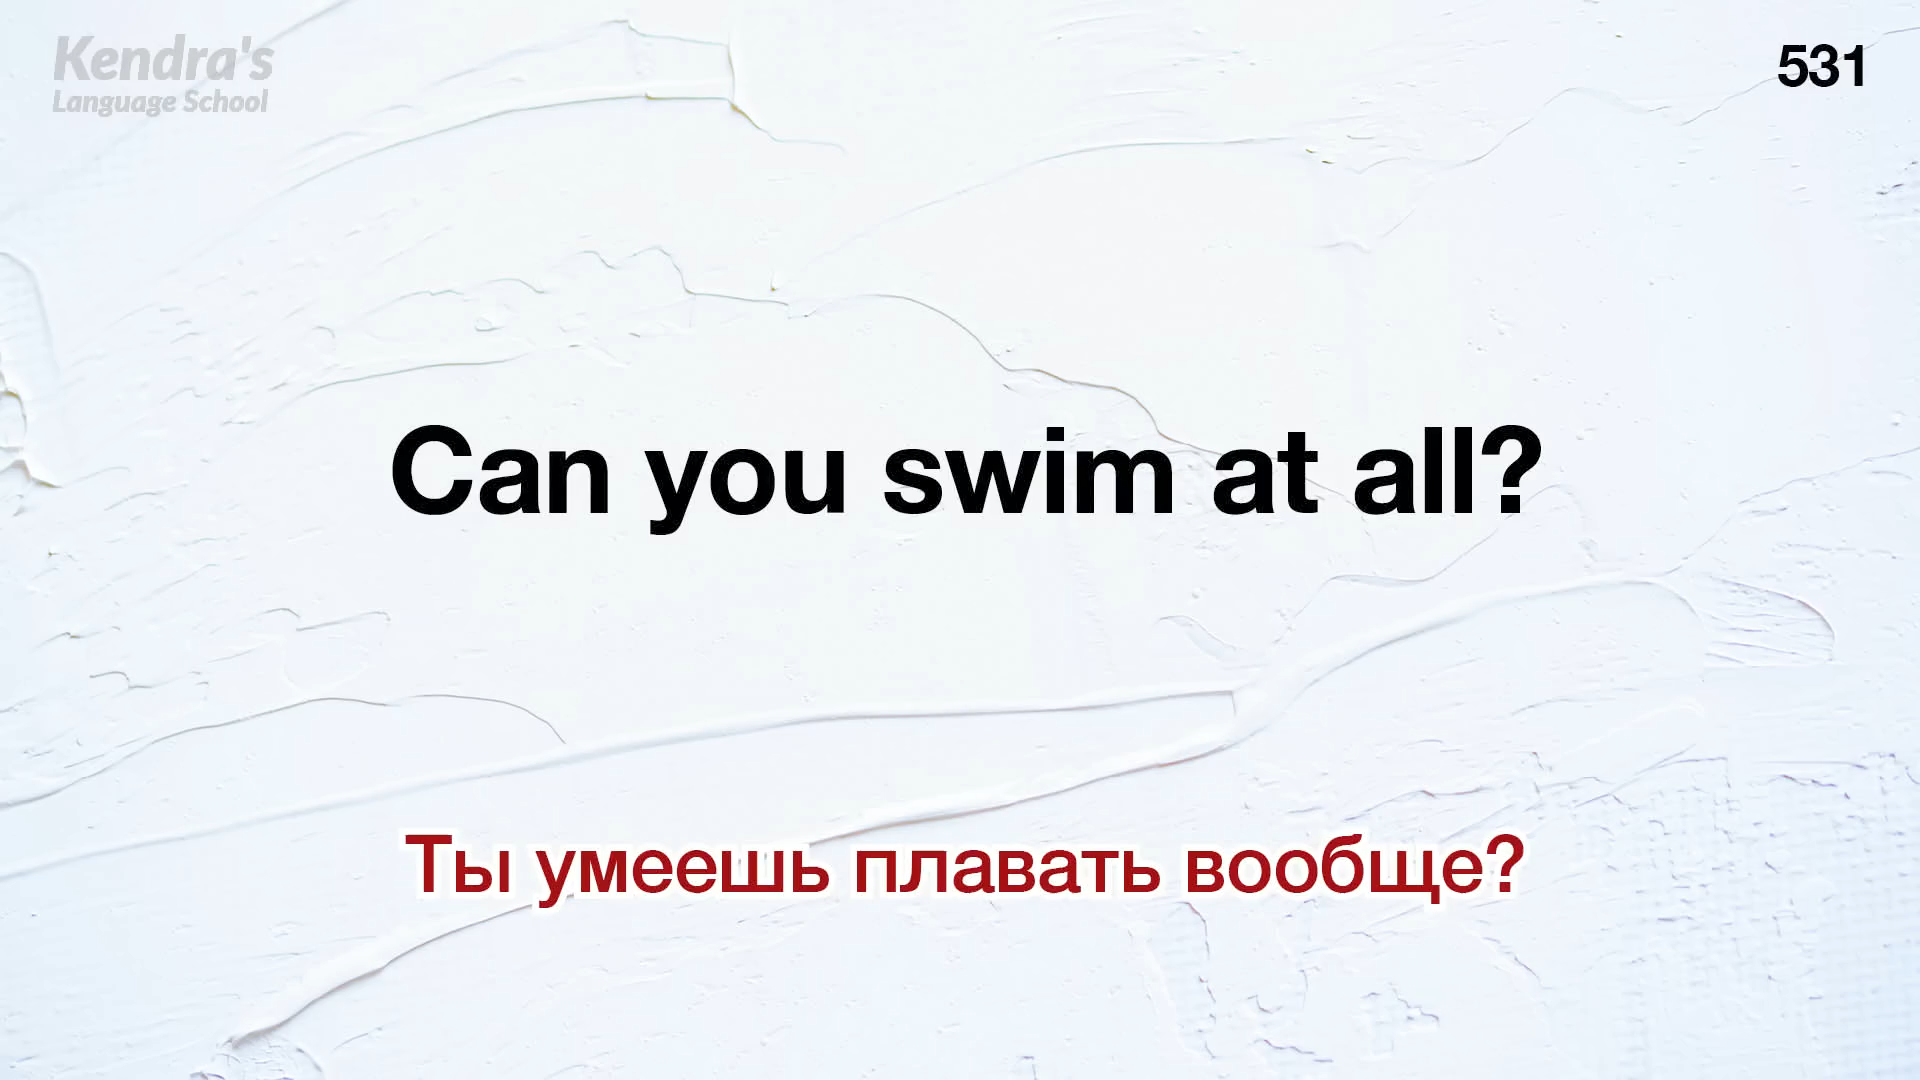 Kendra's
Language School
531
Can you swim at all?
Ты умеешь плавать вообще?